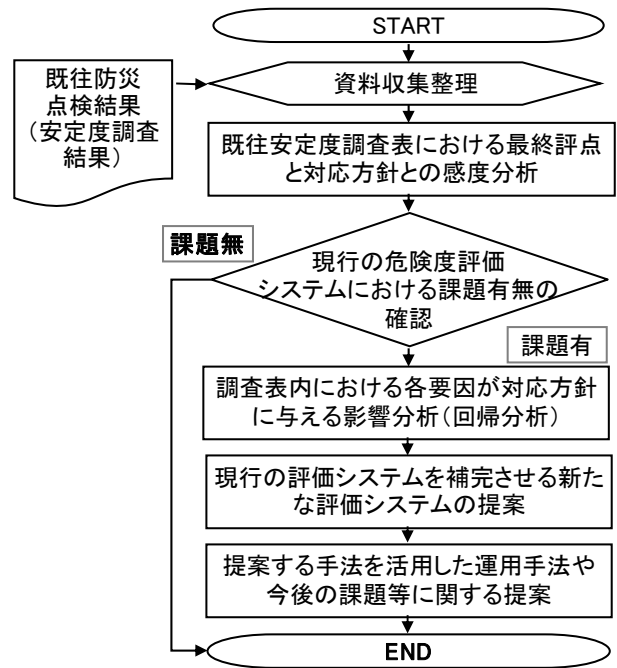 START
既往防災
点検結果
（安定度調査
結果）
資料収集整理
既往安定度調査表における最終評点
と対応方針との感度分析
課題無
現行の危険度評価
システムにおける課題有無の
確認
課題有
調査表内における各要因が対応方針
に与える影響分析（回帰分析）
現行の評価システムを補完させる新た
な評価システムの提案
提案する手法を活用した運用手法や
今後の課題等に関する提案
END